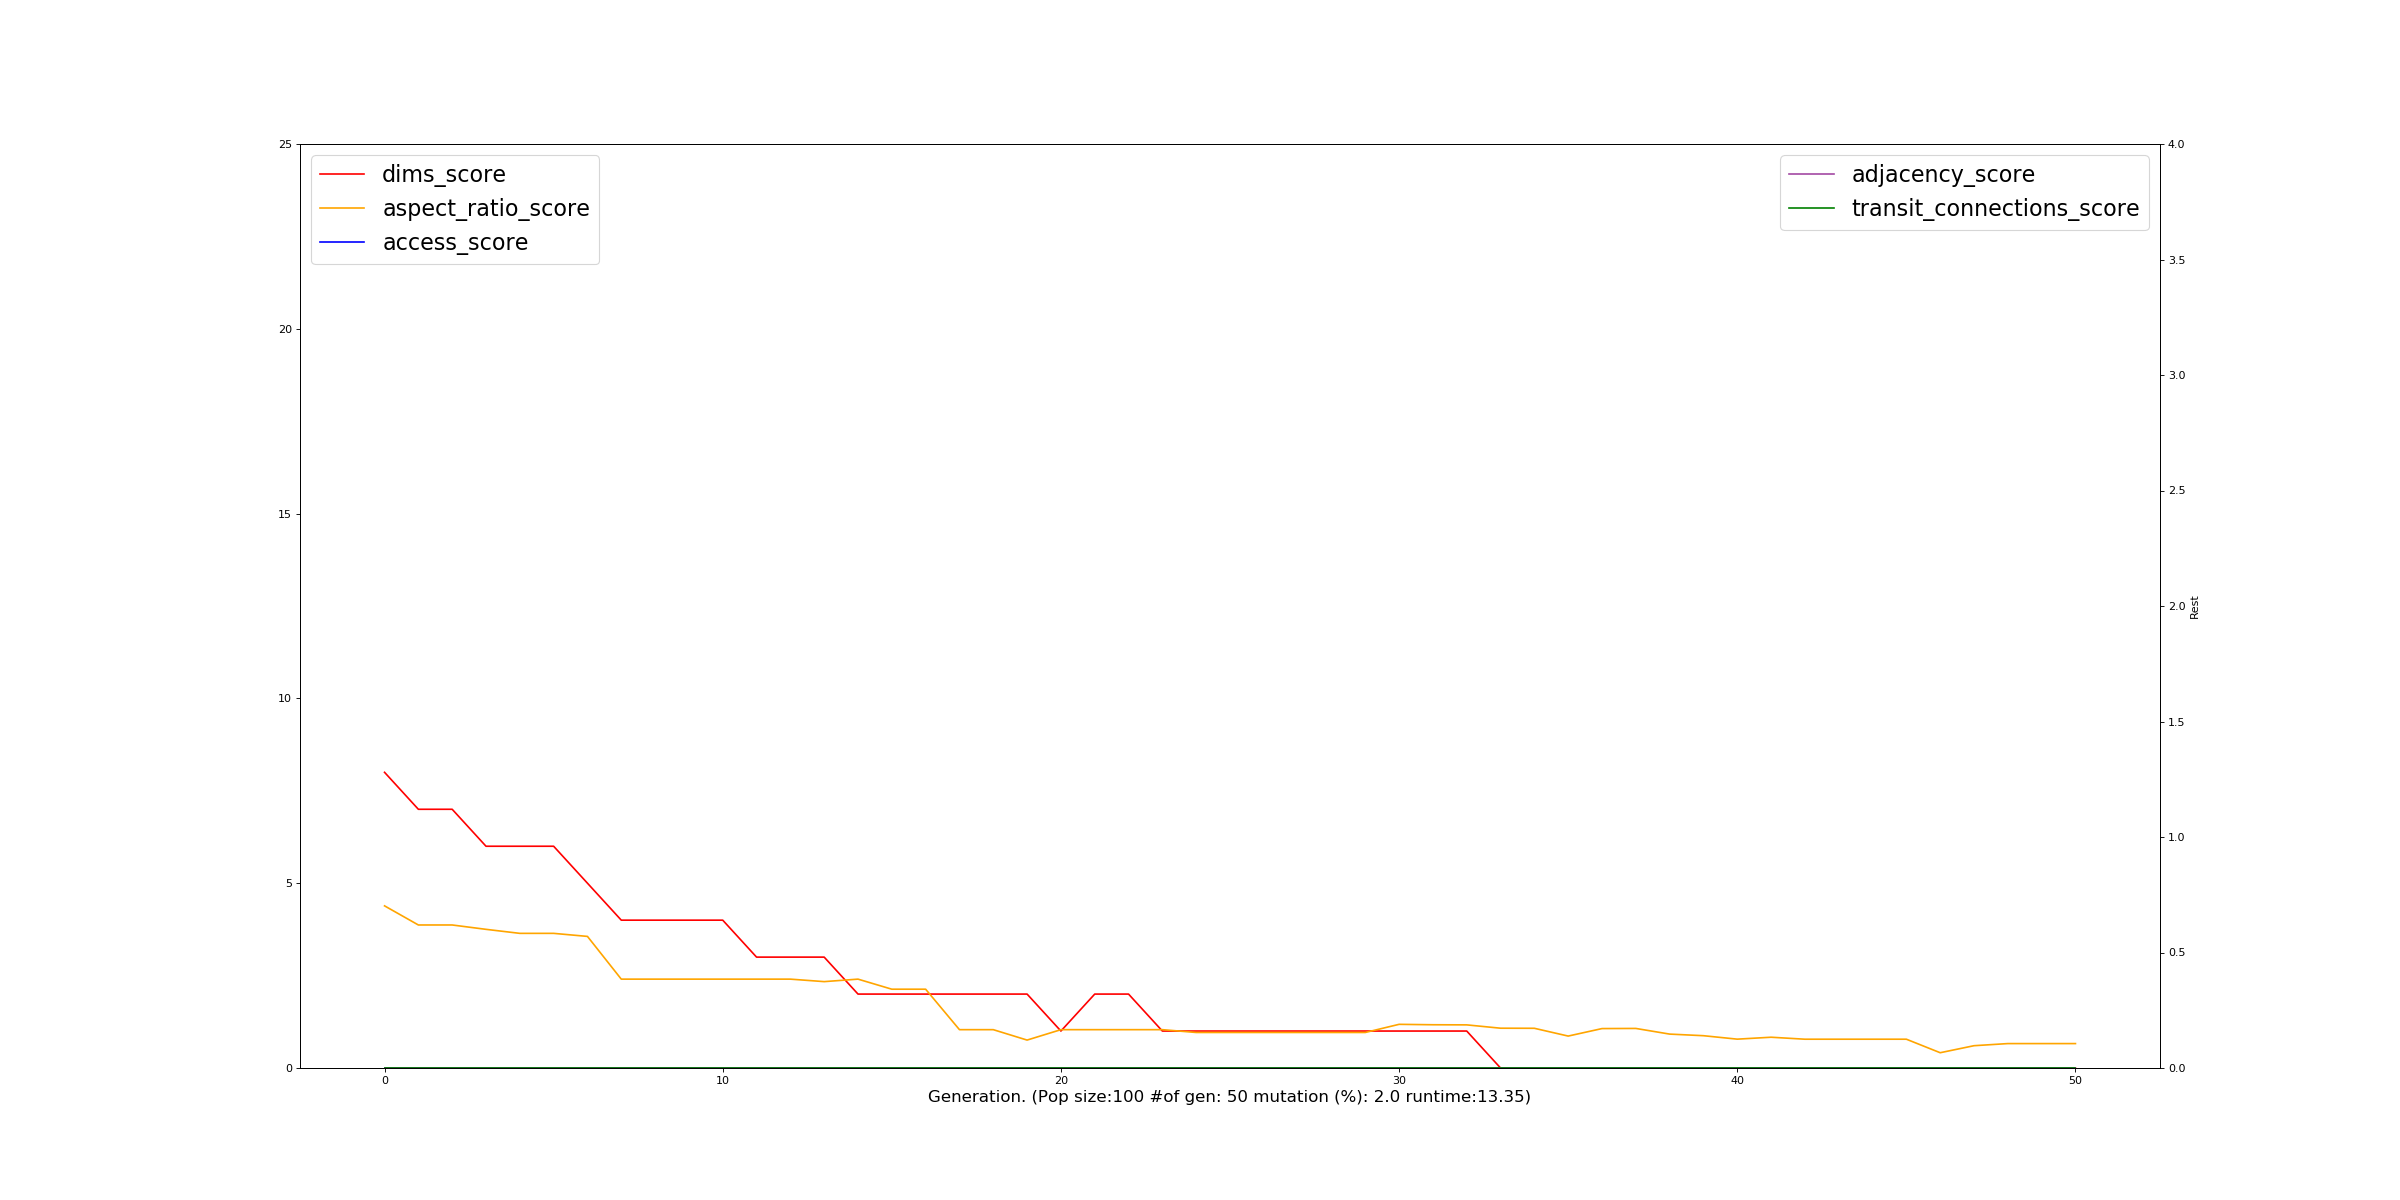 25
20
15
10
5
0
dims_score
aspect_ratio_score
access_score
adjacency_score
transit_connections_score
4.0
3.5
3.0
2.5
2.0
1.5
1.0
0.5
0.0
Rest
0 10 20 30 40 50
Generation. (Pop size:100 #of gen: 50 mutation (%): 2.0 runtime:13.35)